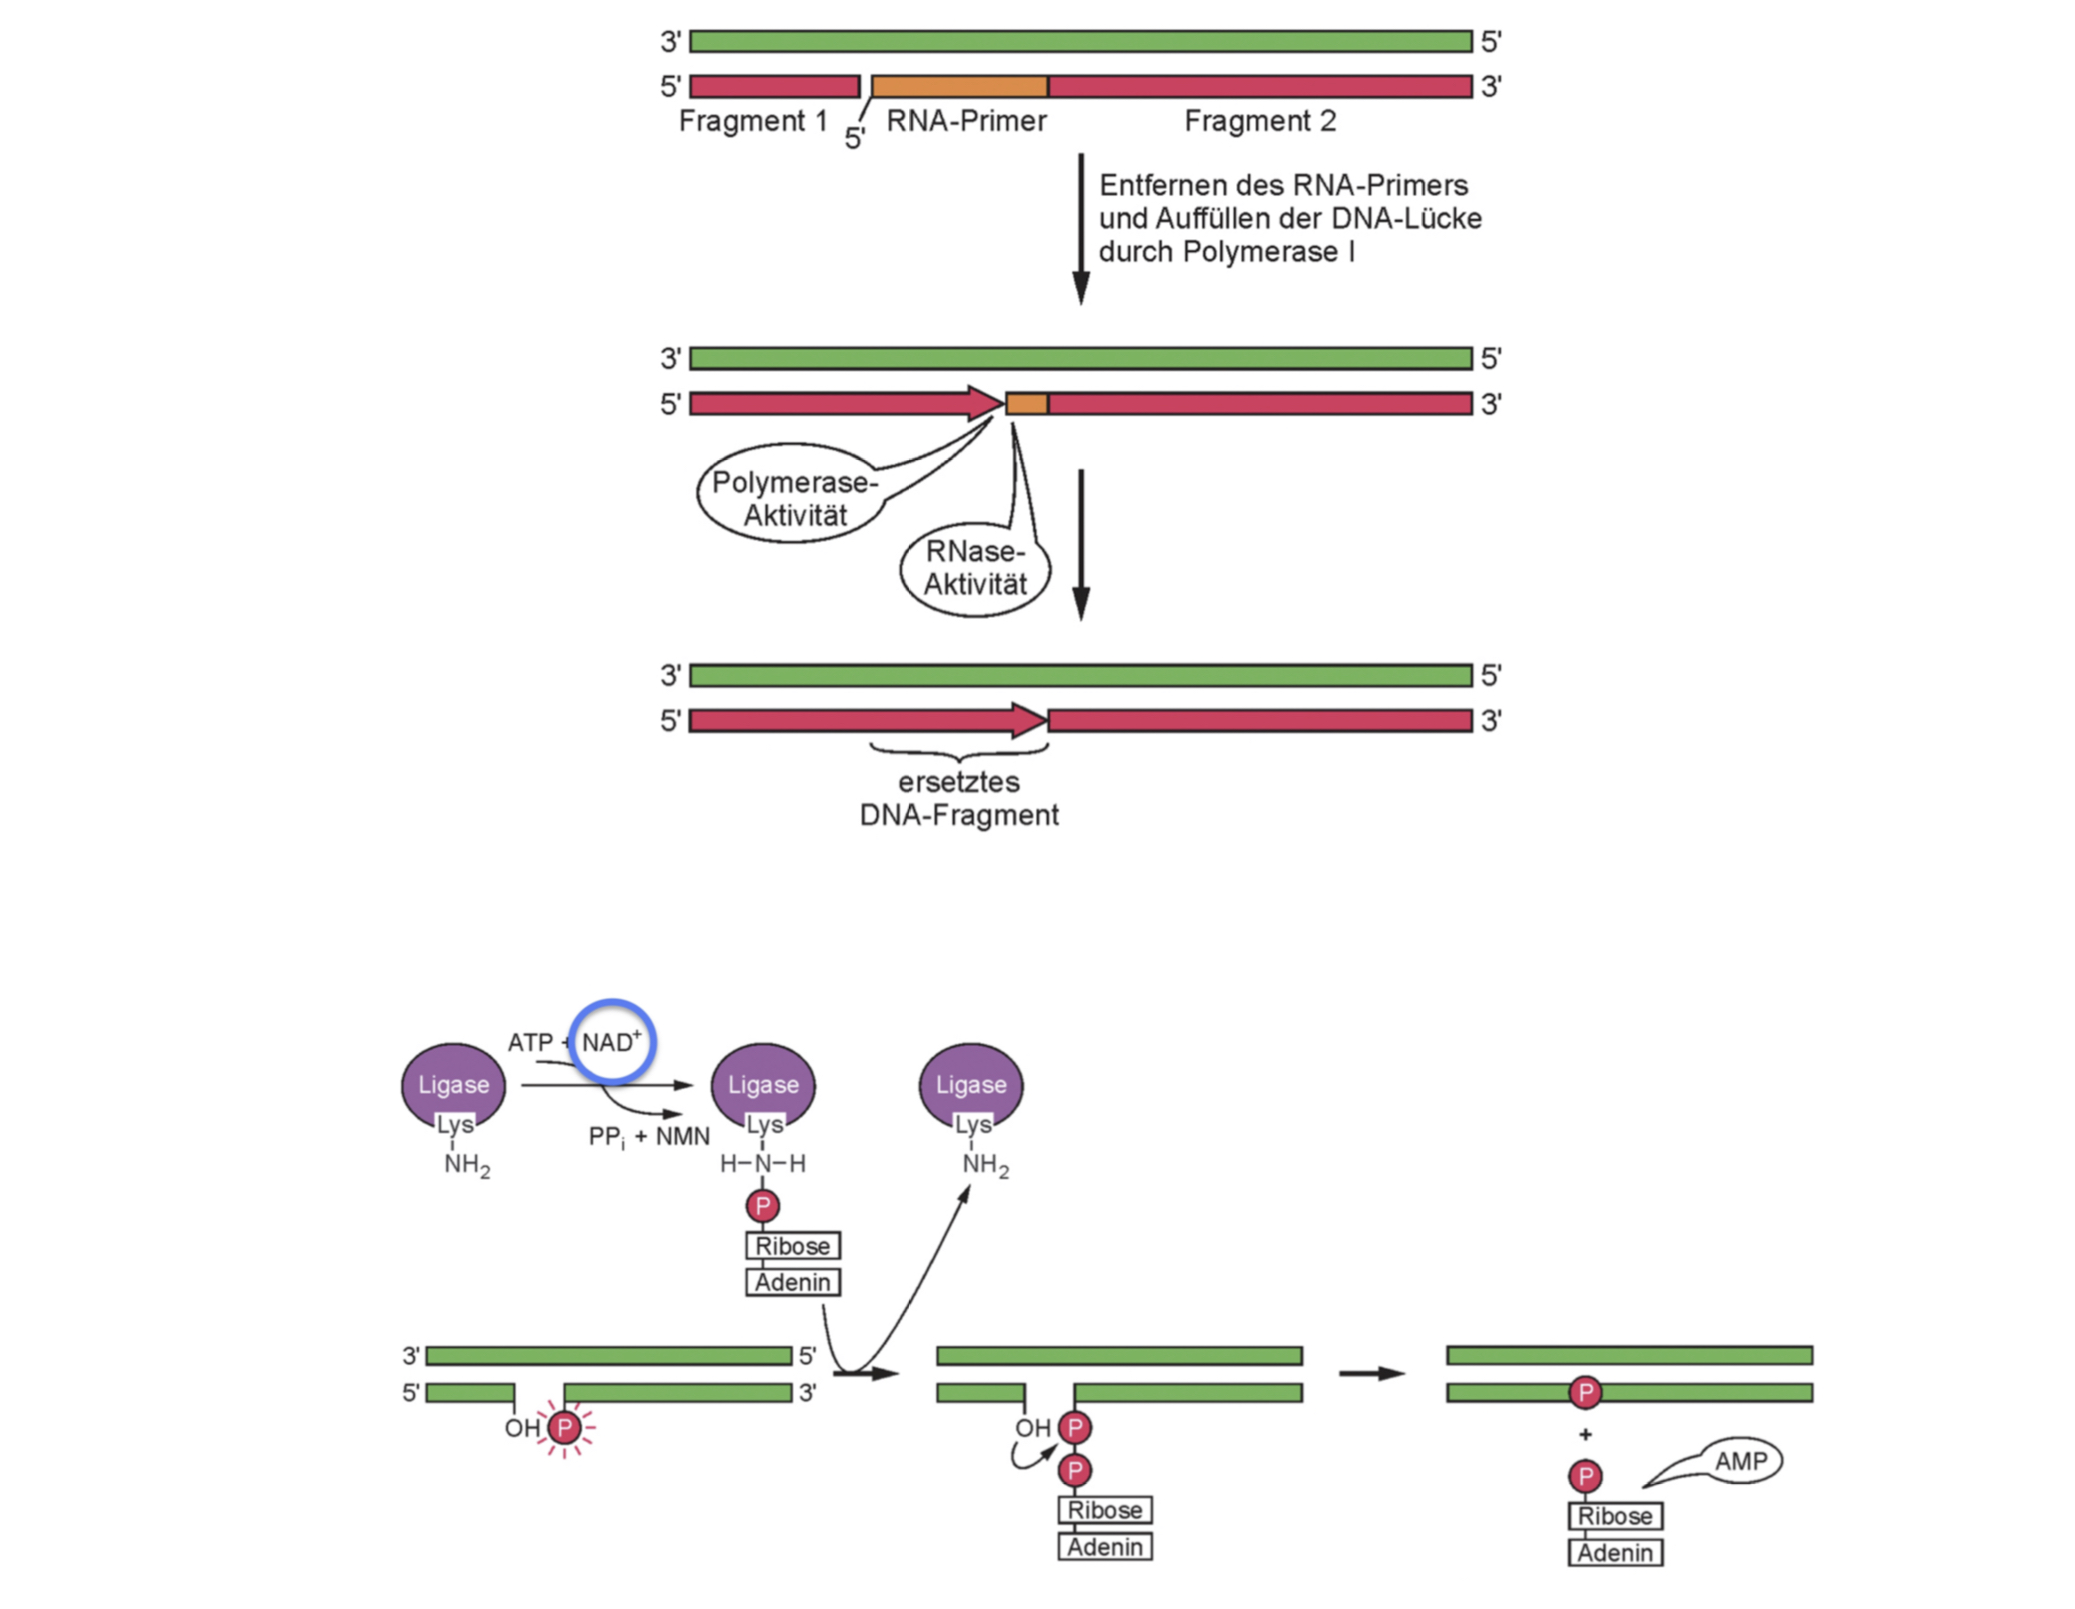 3' 5'
5' 3'
Fragment 1 RNA-Primer Fragment 2
5'
Entfernen des RNA-Primers
und Auffüllen der DNA-Lücke
durch Polymerase I
3' 5'
5' 3'
Polymerase-
Aktivität
RNase-
Aktivität
3' 5'
5' 3'
ersetztes
DNA-Fragment
ATP + NAD⁺
Ligase Ligase Ligase
Lys Lys Lys
PPᵢ + NMN
NH₂ H–N–H NH₂
P
Ribose
Adenin
3' 5'
5' 3'
P
OH P OH P
+
P AMP
P
Ribose Ribose
Adenin Adenin